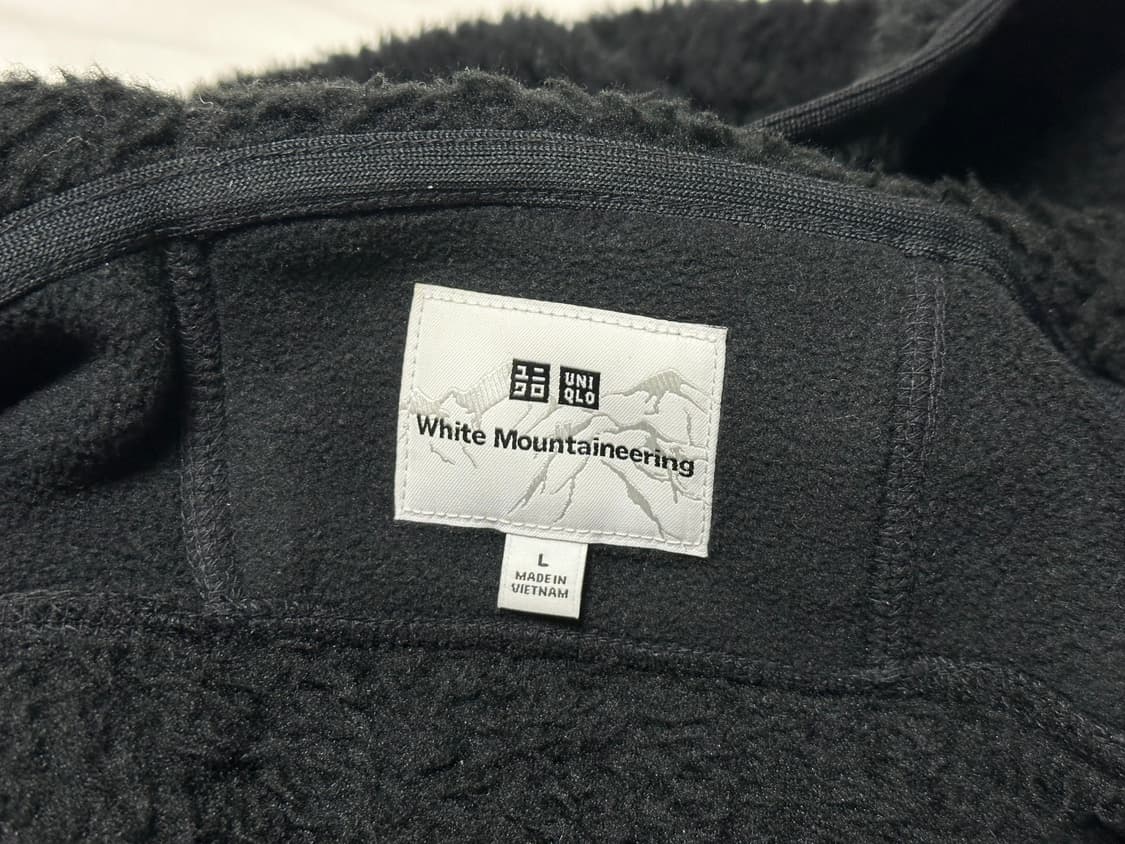 ユニ UNI
クロ QLO
White Mountaineering
L
MADE IN
VIETNAM